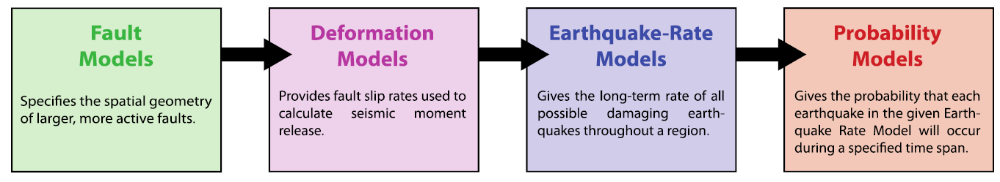 Fault
Models
Specifies the spatial geometry
of larger, more active faults.
Deformation
Models
Provides fault slip rates used to
calculate seismic moment
release.
Earthquake-Rate
Models
Gives the long-term rate of all
possible damaging earth-
quakes throughout a region.
Probability
Models
Gives the probability that each
earthquake in the given Earth-
quake Rate Model will occur
during a specified time span.